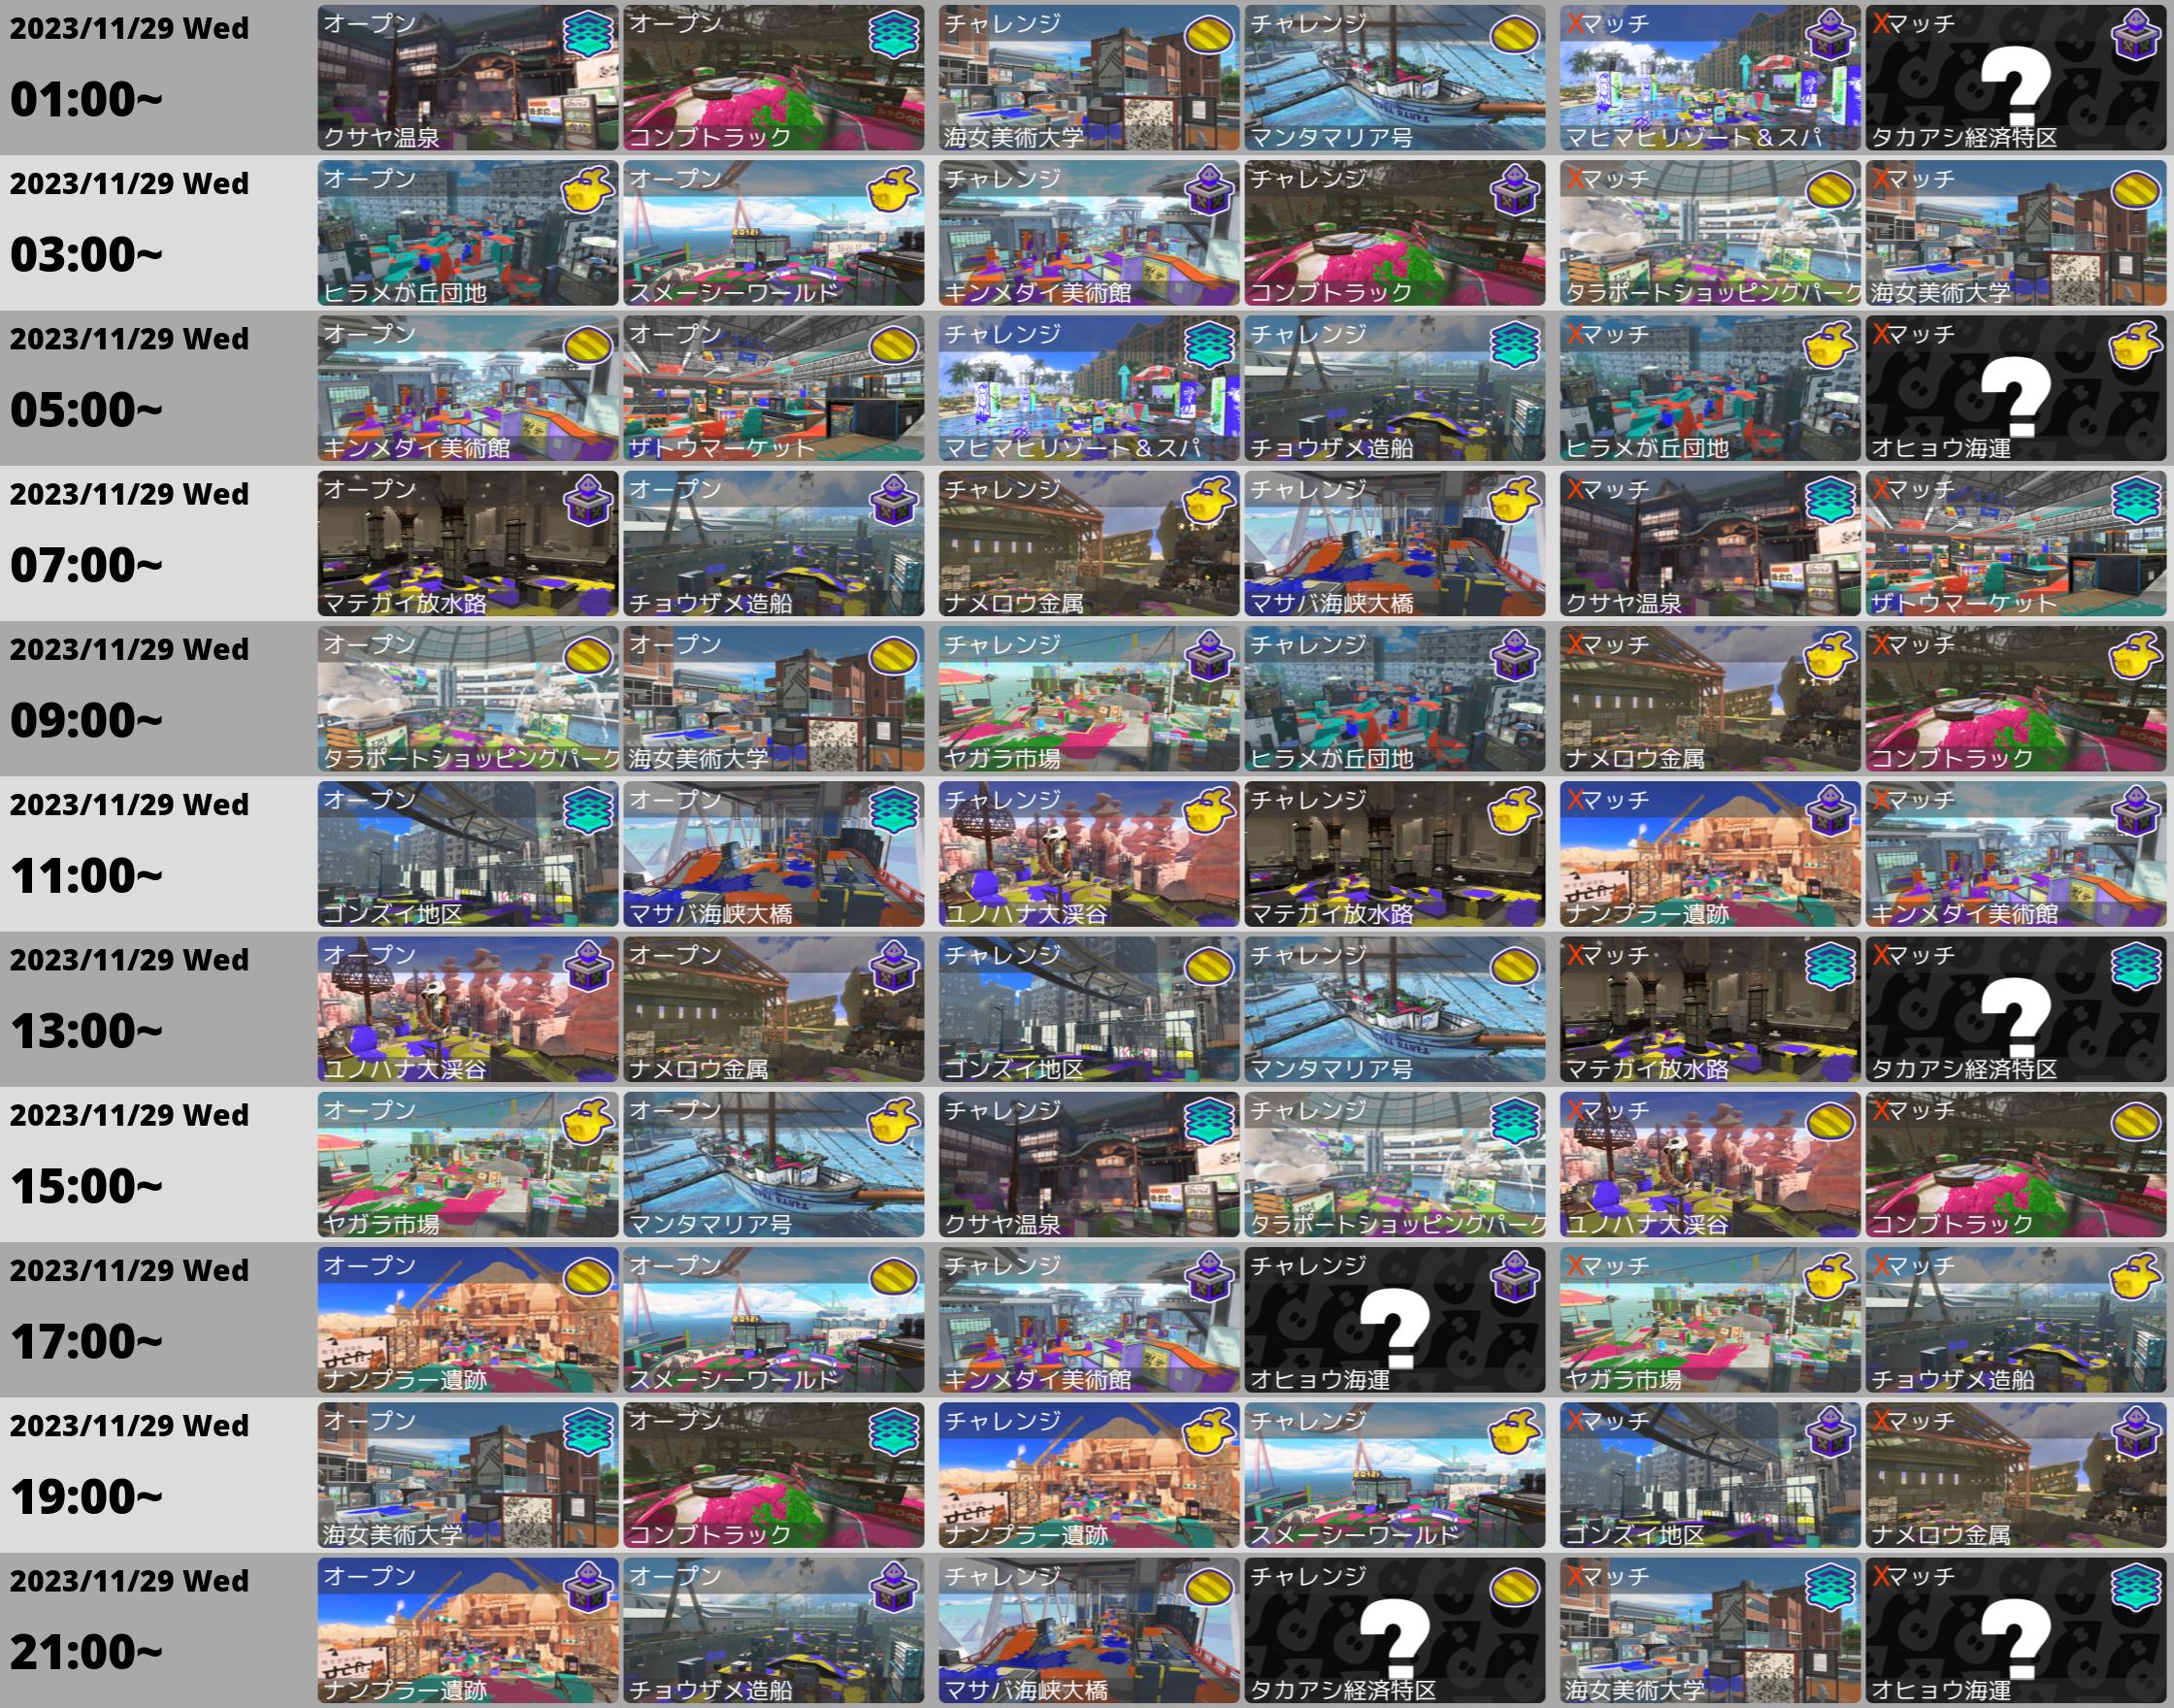 2023/11/29 Wed
01:00~
オープン オープン チャレンジ チャレンジ Xマッチ Xマッチ
クサヤ温泉 コンブトラック 海女美術大学 マンタマリア号 マヒマヒリゾート&スパ タカアシ経済特区
2023/11/29 Wed
03:00~
オープン オープン チャレンジ チャレンジ Xマッチ Xマッチ
ヒラメが丘団地 スメーシーワールド キンメダイ美術館 コンブトラック タラポートショッピングパーク 海女美術大学
2023/11/29 Wed
05:00~
オープン オープン チャレンジ チャレンジ Xマッチ Xマッチ
キンメダイ美術館 ザトウマーケット マヒマヒリゾート&スパ チョウザメ造船 ヒラメが丘団地 オヒョウ海運
2023/11/29 Wed
07:00~
オープン オープン チャレンジ チャレンジ Xマッチ Xマッチ
マテガイ放水路 チョウザメ造船 ナメロウ金属 マサバ海峡大橋 クサヤ温泉 ザトウマーケット
2023/11/29 Wed
09:00~
オープン オープン チャレンジ チャレンジ Xマッチ Xマッチ
タラポートショッピングパーク 海女美術大学 ヤガラ市場 ヒラメが丘団地 ナメロウ金属 コンブトラック
2023/11/29 Wed
11:00~
オープン オープン チャレンジ チャレンジ Xマッチ Xマッチ
ゴンズイ地区 マサバ海峡大橋 ユノハナ大渓谷 マテガイ放水路 ナンプラー遺跡 キンメダイ美術館
2023/11/29 Wed
13:00~
オープン オープン チャレンジ チャレンジ Xマッチ Xマッチ
ユノハナ大渓谷 ナメロウ金属 ゴンズイ地区 マンタマリア号 マテガイ放水路 タカアシ経済特区
2023/11/29 Wed
15:00~
オープン オープン チャレンジ チャレンジ Xマッチ Xマッチ
ヤガラ市場 マンタマリア号 クサヤ温泉 タラポートショッピングパーク ユノハナ大渓谷 コンブトラック
2023/11/29 Wed
17:00~
オープン オープン チャレンジ チャレンジ Xマッチ Xマッチ
ナンプラー遺跡 スメーシーワールド キンメダイ美術館 オヒョウ海運 ヤガラ市場 チョウザメ造船
2023/11/29 Wed
19:00~
オープン オープン チャレンジ チャレンジ Xマッチ Xマッチ
海女美術大学 コンブトラック ナンプラー遺跡 スメーシーワールド ゴンズイ地区 ナメロウ金属
2023/11/29 Wed
21:00~
オープン オープン チャレンジ チャレンジ Xマッチ Xマッチ
ナンプラー遺跡 チョウザメ造船 マサバ海峡大橋 タカアシ経済特区 海女美術大学 オヒョウ海運